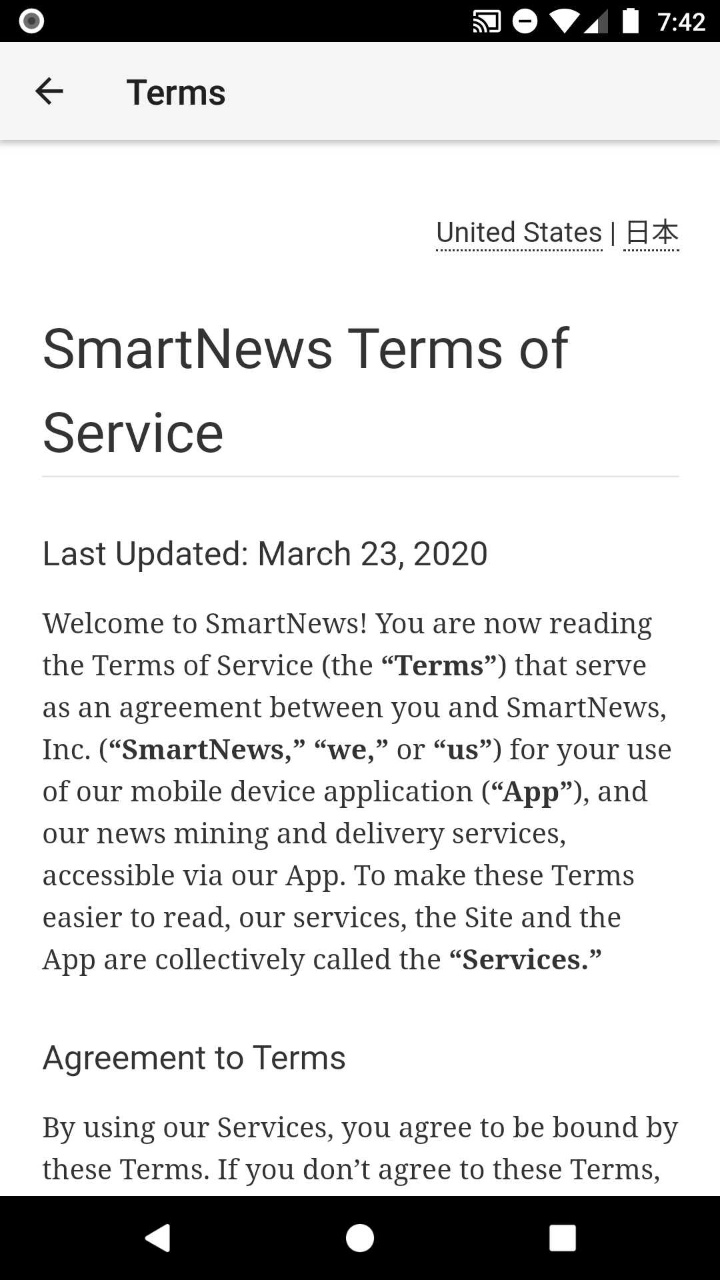 7:42
Terms
United States | 日本
SmartNews Terms of
Service
Last Updated: March 23, 2020
Welcome to SmartNews! You are now reading
the Terms of Service (the “Terms”) that serve
as an agreement between you and SmartNews,
Inc. (“SmartNews,” “we,” or “us”) for your use
of our mobile device application (“App”), and
our news mining and delivery services,
accessible via our App. To make these Terms
easier to read, our services, the Site and the
App are collectively called the “Services.”
Agreement to Terms
By using our Services, you agree to be bound by
these Terms. If you don’t agree to these Terms,